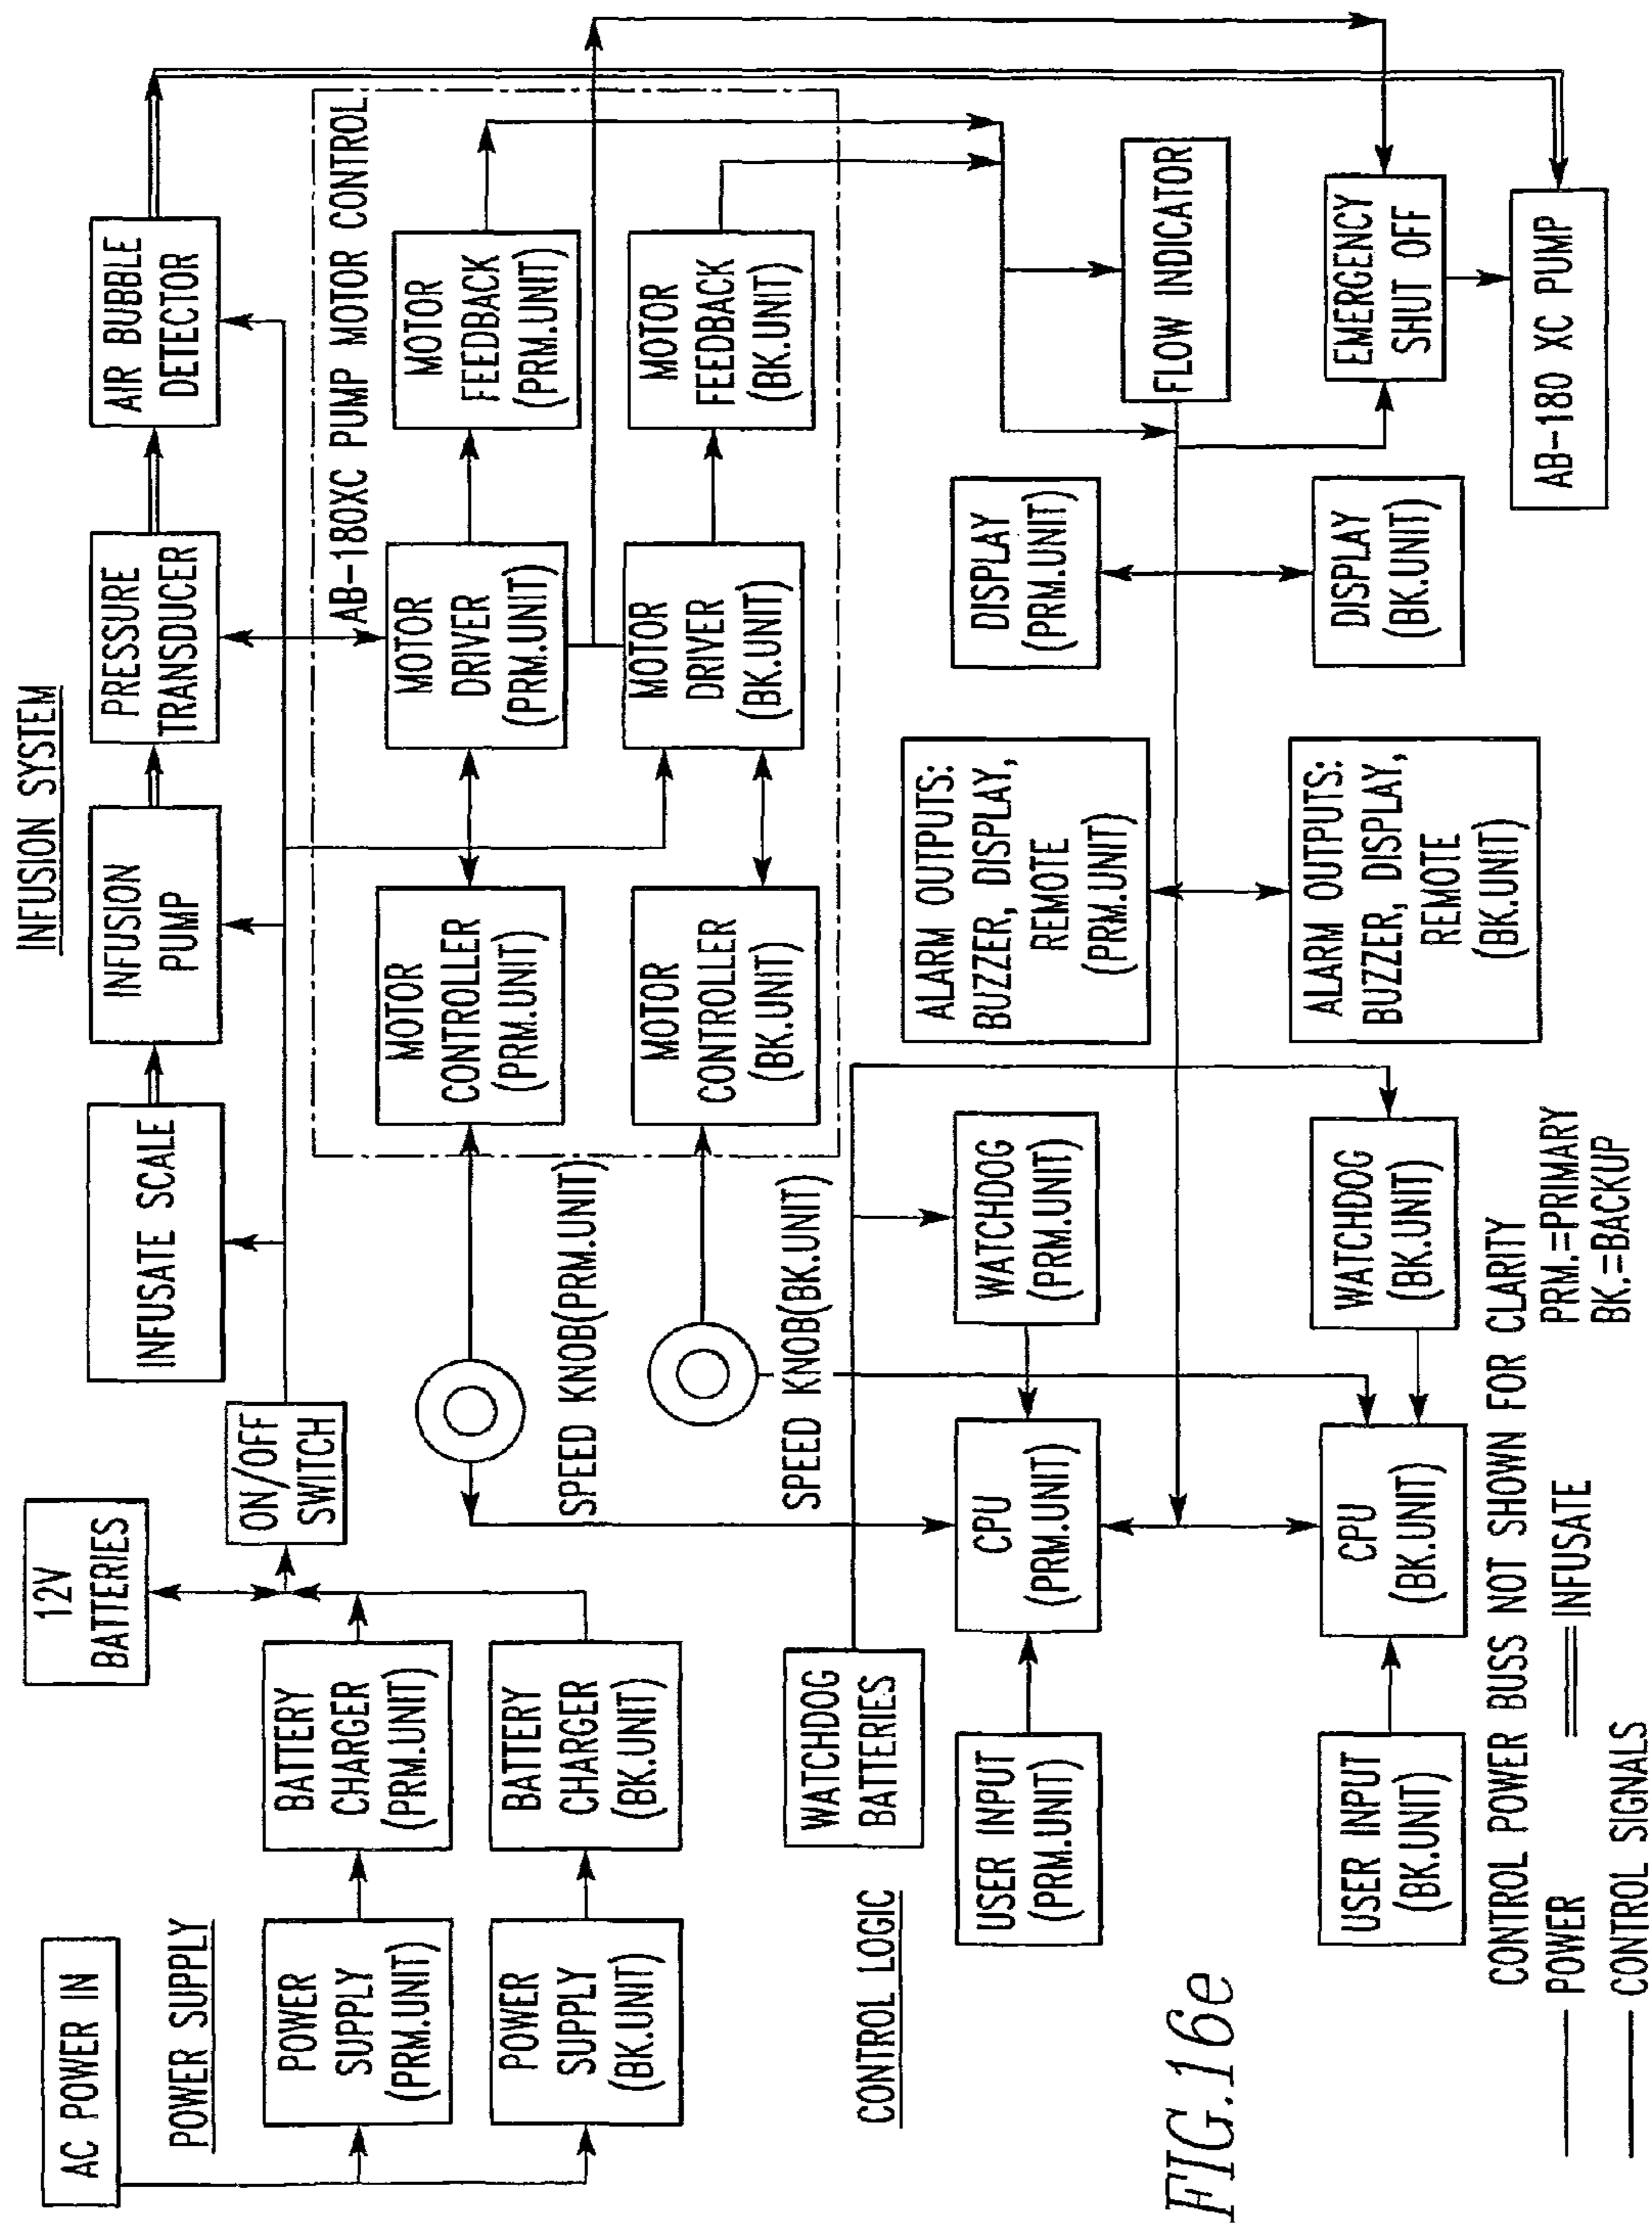 AC POWER IN
POWER SUPPLY
POWER
SUPPLY
(PRM.UNIT)
POWER
SUPPLY
(BK.UNIT)
BATTERY
CHARGER
(PRM.UNIT)
BATTERY
CHARGER
(BK.UNIT)
12V
BATTERIES
ON/OFF
SWITCH
INFUSION SYSTEM
INFUSATE SCALE
INFUSION
PUMP
PRESSURE
TRANSDUCER
AIR BUBBLE
DETECTOR
AB-180XC PUMP MOTOR CONTROL
MOTOR
CONTROLLER
(PRM.UNIT)
MOTOR
DRIVER
(PRM.UNIT)
MOTOR
FEEDBACK
(PRM.UNIT)
MOTOR
CONTROLLER
(BK.UNIT)
MOTOR
DRIVER
(BK.UNIT)
MOTOR
FEEDBACK
(BK.UNIT)
SPEED KNOB(PRM.UNIT)
SPEED KNOB(BK.UNIT)
CONTROL LOGIC
WATCHDOG
BATTERIES
USER INPUT
(PRM.UNIT)
CPU
(PRM.UNIT)
WATCHDOG
(PRM.UNIT)
ALARM OUTPUTS:
BUZZER, DISPLAY,
REMOTE
(PRM.UNIT)
DISPLAY
(PRM.UNIT)
FLOW INDICATOR
USER INPUT
(BK.UNIT)
CPU
(BK.UNIT)
WATCHDOG
(BK.UNIT)
ALARM OUTPUTS:
BUZZER, DISPLAY,
REMOTE
(BK.UNIT)
DISPLAY
(BK.UNIT)
EMERGENCY
SHUT OFF
AB-180 XC PUMP
CONTROL POWER BUSS NOT SHOWN FOR CLARITY
POWER
INFUSATE
PRM.=PRIMARY
CONTROL SIGNALS
BK.=BACKUP
FIG.16e